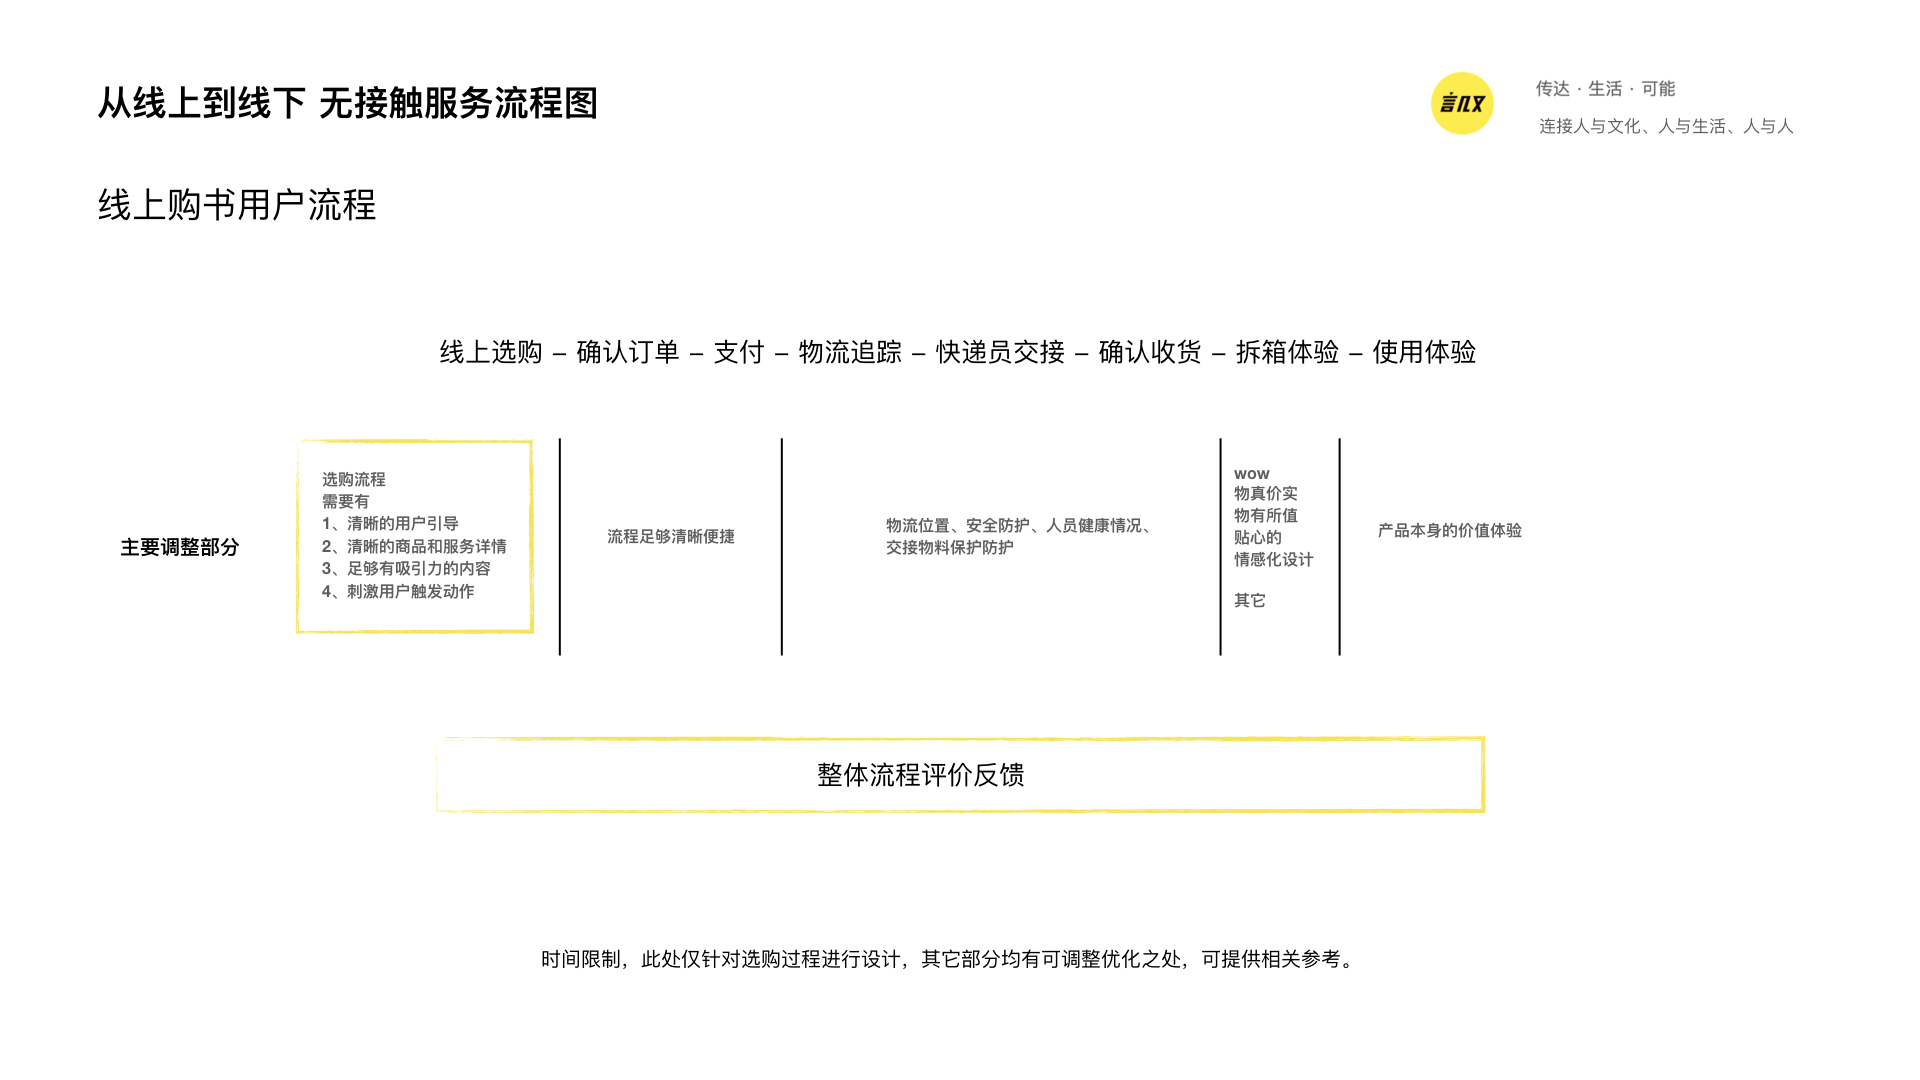 从线上到线下 无接触服务流程图
言几又
传达 · 生活 · 可能
连接人与文化、人与生活、人与人
线上购书用户流程
线上选购 – 确认订单 – 支付 – 物流追踪 – 快递员交接 – 确认收货 – 拆箱体验 – 使用体验
主要调整部分
选购流程
需要有
1、清晰的用户引导
2、清晰的商品和服务详情
3、足够有吸引力的内容
4、刺激用户触发动作
流程足够清晰便捷
物流位置、安全防护、人员健康情况、
交接物料保护防护
wow
物真价实
物有所值
贴心的
情感化设计
其它
产品本身的价值体验
整体流程评价反馈
时间限制，此处仅针对选购过程进行设计，其它部分均有可调整优化之处，可提供相关参考。